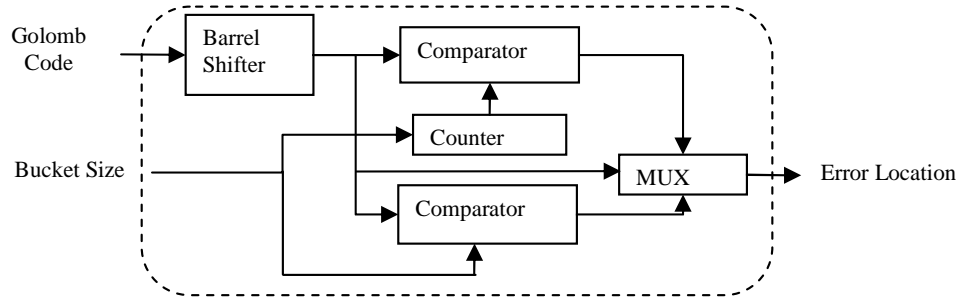 Golomb
Code
Barrel
Shifter
Comparator
Counter
Bucket Size
MUX
Error Location
Comparator